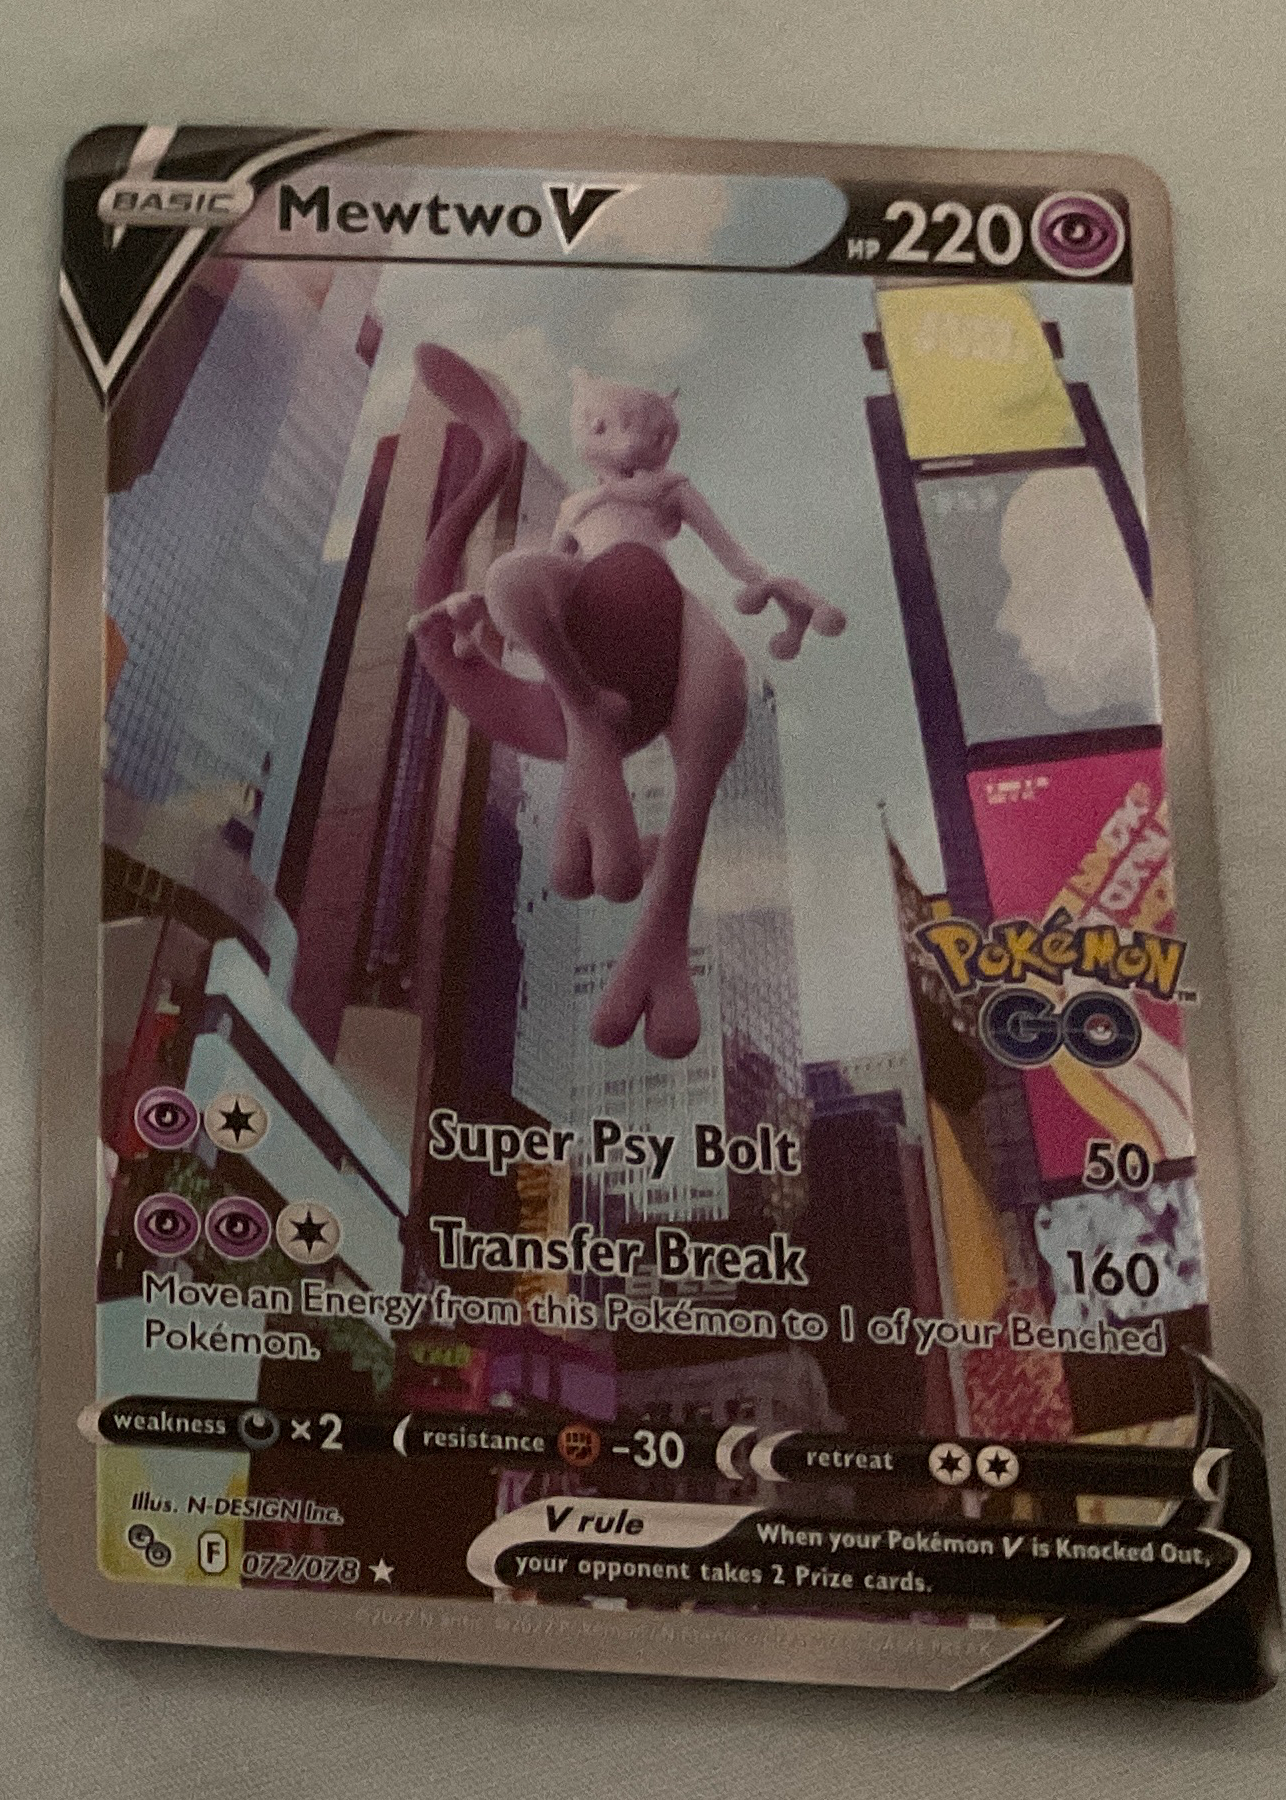 BASIC
Mewtwo V
HP 220
POKéMON™
GO
Super Psy Bolt 50
Transfer Break 160
Move an Energy from this Pokémon to 1 of your Benched
Pokémon.
weakness ×2 resistance -30 retreat
Illus. N-DESIGN Inc.
V rule When your Pokémon V is Knocked Out,
your opponent takes 2 Prize cards.
GO F 072/078